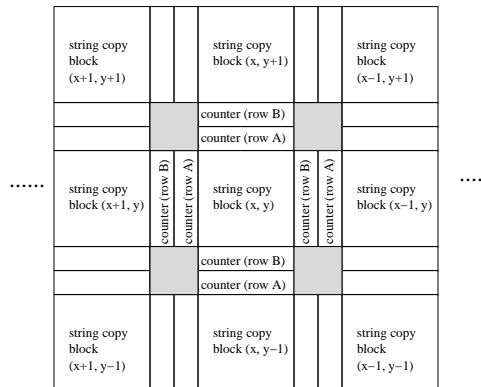 string copy
block
(x+1, y+1)
string copy
block (x, y+1)
string copy
block
(x−1, y+1)
counter (row B)
counter (row A)
......
string copy
block (x+1, y)
counter (row B)
counter (row A)
string copy
block (x, y)
counter (row B)
counter (row A)
string copy
block (x−1, y)
....
counter (row B)
counter (row A)
string copy
block
(x+1, y−1)
string copy
block (x, y−1)
string copy
block
(x−1, y−1)